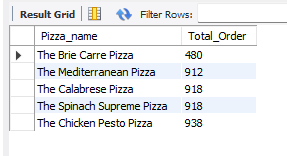 Result Grid Filter Rows:
Pizza_name Total_Order
The Brie Carre Pizza 480
The Mediterranean Pizza 912
The Calabrese Pizza 918
The Spinach Supreme Pizza 918
The Chicken Pesto Pizza 938